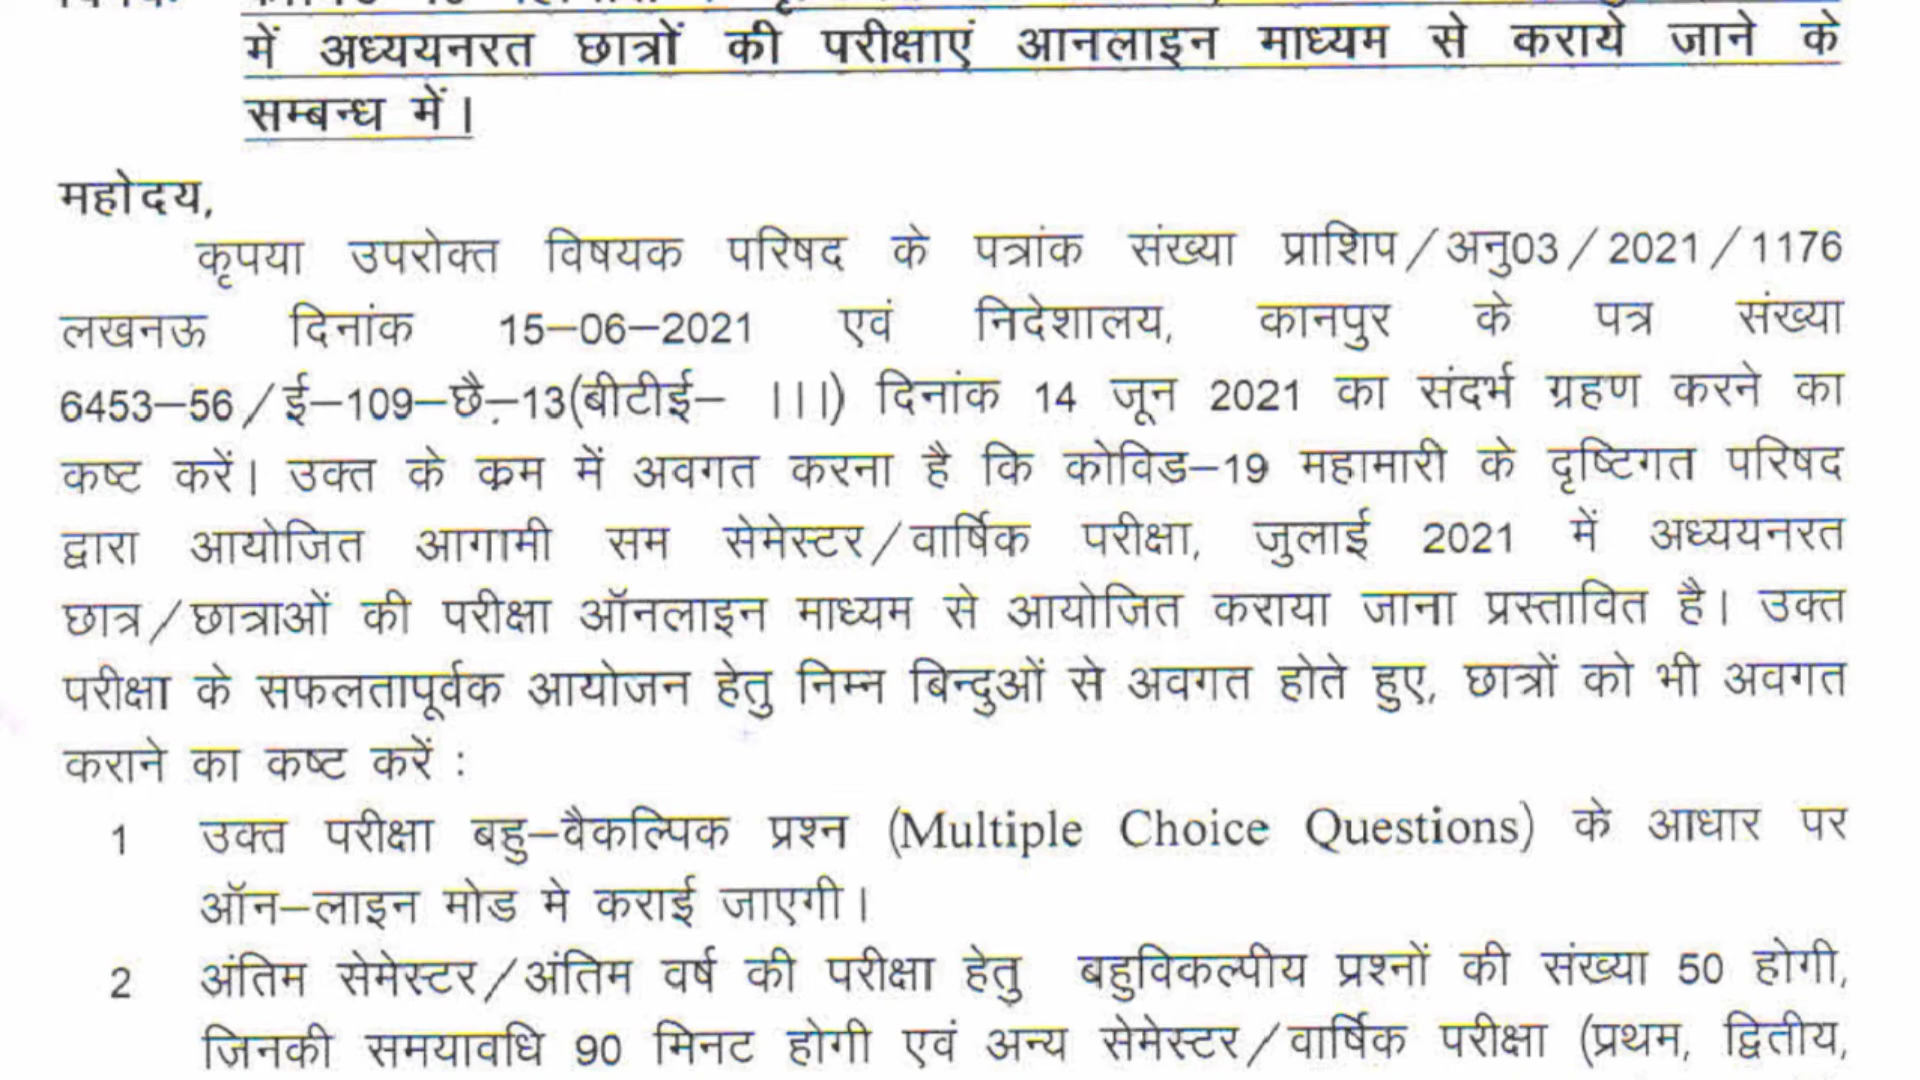 में अध्ययनरत छात्रों की परीक्षाएं आनलाइन माध्यम से कराये जाने के
सम्बन्ध में।
महोदय,
कृपया उपरोक्त विषयक परिषद के पत्रांक संख्या प्राशिप/अनु03/2021/1176
लखनऊ दिनांक 15–06–2021 एवं निदेशालय, कानपुर के पत्र संख्या
6453–56/ई–109–छै.–13(बीटीई– III) दिनांक 14 जून 2021 का संदर्भ ग्रहण करने का
कष्ट करें। उक्त के क्रम में अवगत करना है कि कोविड–19 महामारी के दृष्टिगत परिषद
द्वारा आयोजित आगामी सम सेमेस्टर/वार्षिक परीक्षा, जुलाई 2021 में अध्ययनरत
छात्र/छात्राओं की परीक्षा ऑनलाइन माध्यम से आयोजित कराया जाना प्रस्तावित है। उक्त
परीक्षा के सफलतापूर्वक आयोजन हेतु निम्न बिन्दुओं से अवगत होते हुए, छात्रों को भी अवगत
कराने का कष्ट करें :
1 उक्त परीक्षा बहु–वैकल्पिक प्रश्न (Multiple Choice Questions) के आधार पर
ऑन–लाइन मोड मे कराई जाएगी।
2 अंतिम सेमेस्टर/अंतिम वर्ष की परीक्षा हेतु बहुविकल्पीय प्रश्नों की संख्या 50 होगी,
जिनकी समयावधि 90 मिनट होगी एवं अन्य सेमेस्टर/वार्षिक परीक्षा (प्रथम, द्वितीय,